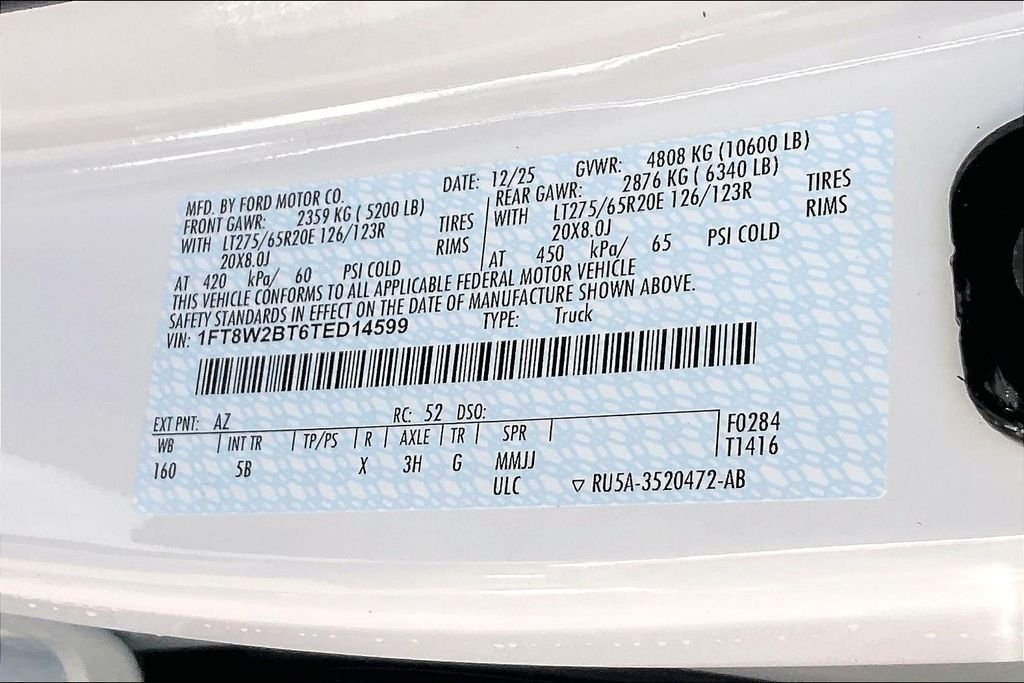 MFD. BY FORD MOTOR CO. DATE: 12/25 GVWR: 4808 KG (10600 LB)
FRONT GAWR: 2359 KG ( 5200 LB) REAR GAWR: 2876 KG ( 6340 LB)
WITH LT275/65R20E 126/123R TIRES WITH LT275/65R20E 126/123R TIRES
20X8.0J RIMS 20X8.0J RIMS
AT 420 kPa/ 60 PSI COLD AT 450 kPa/ 65 PSI COLD
THIS VEHICLE CONFORMS TO ALL APPLICABLE FEDERAL MOTOR VEHICLE
SAFETY STANDARDS IN EFFECT ON THE DATE OF MANUFACTURE SHOWN ABOVE.
VIN: 1FT8W2BT6TED14599 TYPE: Truck
EXT PNT: AZ RC: 52 DSO:
WB INT TR TP/PS R AXLE TR SPR F0284
160 5B X 3H G MMJJ T1416
ULC ▽ RU5A-3520472-AB